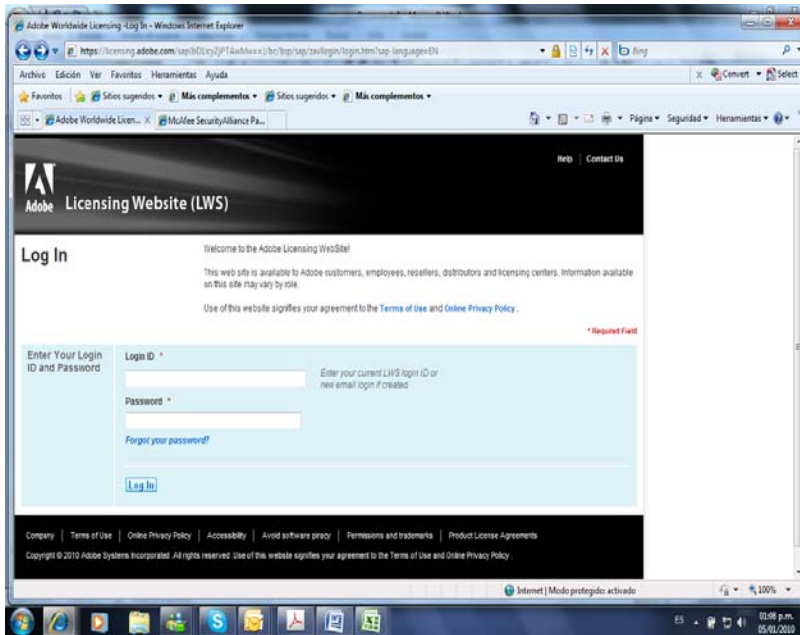 Adobe Worldwide Licensing -Log In - Windows Internet Explorer
Bing
Archivo Edición Ver Favoritos Herramientas Ayuda
X Convert Select
Favoritos Sitios sugeridos Más complementos Sitios sugeridos Más complementos
Adobe Worldwide Licen... X McAfee SecurityAlliance Pa...
Página Seguridad Herramientas
Help | Contact Us
Adobe Licensing Website (LWS)
Log In
Welcome to the Adobe Licensing WebSite!
This web site is available to Adobe customers, employees, resellers, distributors and licensing centers. Information available
on this site may vary by role.
Use of this website signifies your agreement to the Terms of Use and Online Privacy Policy .
* Required Field
Enter Your Login
ID and Password
Login ID *
Enter your current LWS login ID or
new email login if created
Password *
Forgot your password?
Log In
Company | Terms of Use | Online Privacy Policy | Accessibility | Avoid software piracy | Permissions and trademarks | Product License Agreements
Copyright © 2010 Adobe Systems Incorporated .All rights reserved .Use of this website signifies your agreement to the Terms of Use and Online Privacy Policy .
Internet | Modo protegido: activado
100%
ES
01:08 p.m.
05/01/2010